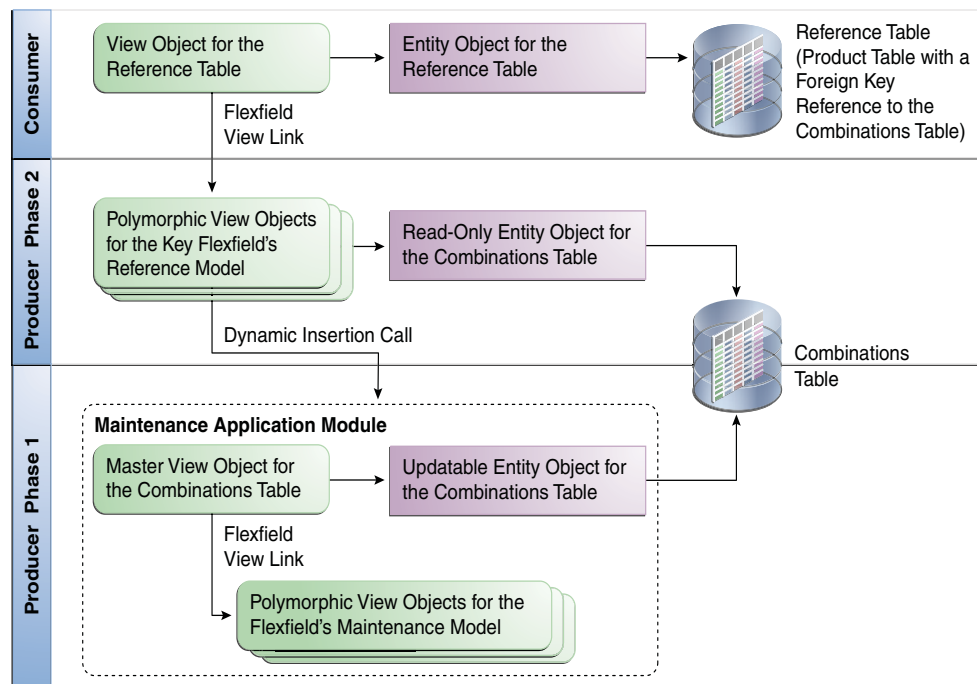 Consumer
View Object for the
Reference Table
Entity Object for the
Reference Table
Reference Table
(Product Table with a
Foreign Key
Reference to the
Combinations Table)
Flexfield
View Link
Producer Phase 2
Polymorphic View Objects
for the Key Flexfield's
Reference Model
Read-Only Entity Object for
the Combinations Table
Dynamic Insertion Call
Combinations
Table
Producer Phase 1
Maintenance Application Module
Master View Object for
the Combinations Table
Updatable Entity Object for
the Combinations Table
Flexfield
View Link
Polymorphic View Objects for the
Flexfield's Maintenance Model